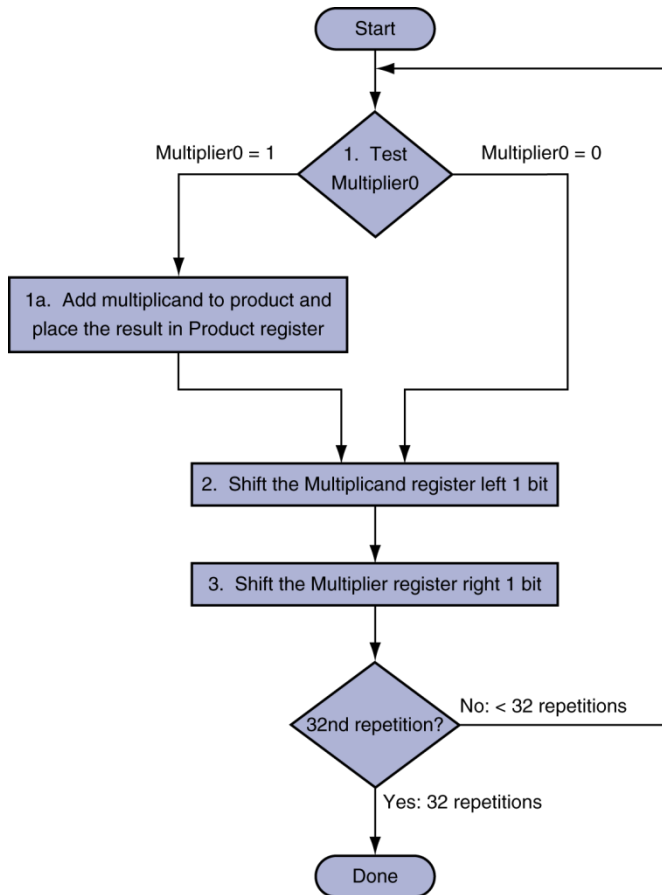 Start
1. Test
Multiplier0
Multiplier0 = 1
Multiplier0 = 0
1a. Add multiplicand to product and
place the result in Product register
2. Shift the Multiplicand register left 1 bit
3. Shift the Multiplier register right 1 bit
32nd repetition?
No: < 32 repetitions
Yes: 32 repetitions
Done